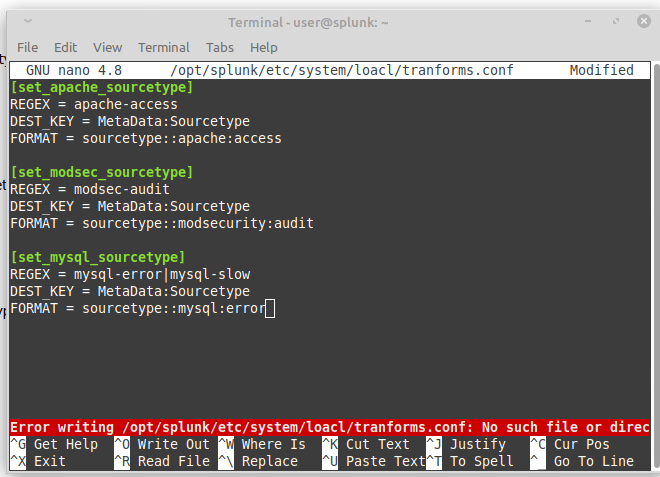 Terminal - user@splunk: ~
File Edit View Terminal Tabs Help
GNU nano 4.8 /opt/splunk/etc/system/loacl/tranforms.conf Modified
[set_apache_sourcetype]
REGEX = apache-access
DEST_KEY = MetaData:Sourcetype
FORMAT = sourcetype::apache:access
[set_modsec_sourcetype]
REGEX = modsec-audit
DEST_KEY = MetaData:Sourcetype
FORMAT = sourcetype::modsecurity:audit
[set_mysql_sourcetype]
REGEX = mysql-error|mysql-slow
DEST_KEY = MetaData:Sourcetype
FORMAT = sourcetype::mysql:error
Error writing /opt/splunk/etc/system/loacl/tranforms.conf: No such file or direc
^G Get Help ^O Write Out ^W Where Is ^K Cut Text ^J Justify ^C Cur Pos
^X Exit ^R Read File ^\ Replace ^U Paste Text ^T To Spell ^_ Go To Line